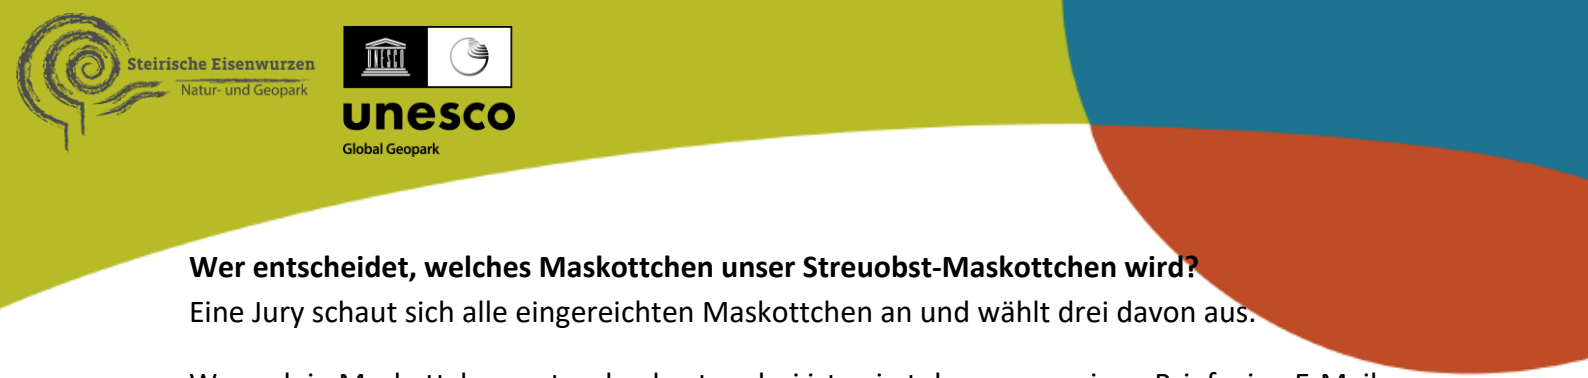 Steirische Eisenwurzen
Natur- und Geopark
UNESCO
unesco
Global Geopark
Wer entscheidet, welches Maskottchen unser Streuobst-Maskottchen wird?
Eine Jury schaut sich alle eingereichten Maskottchen an und wählt drei davon aus.